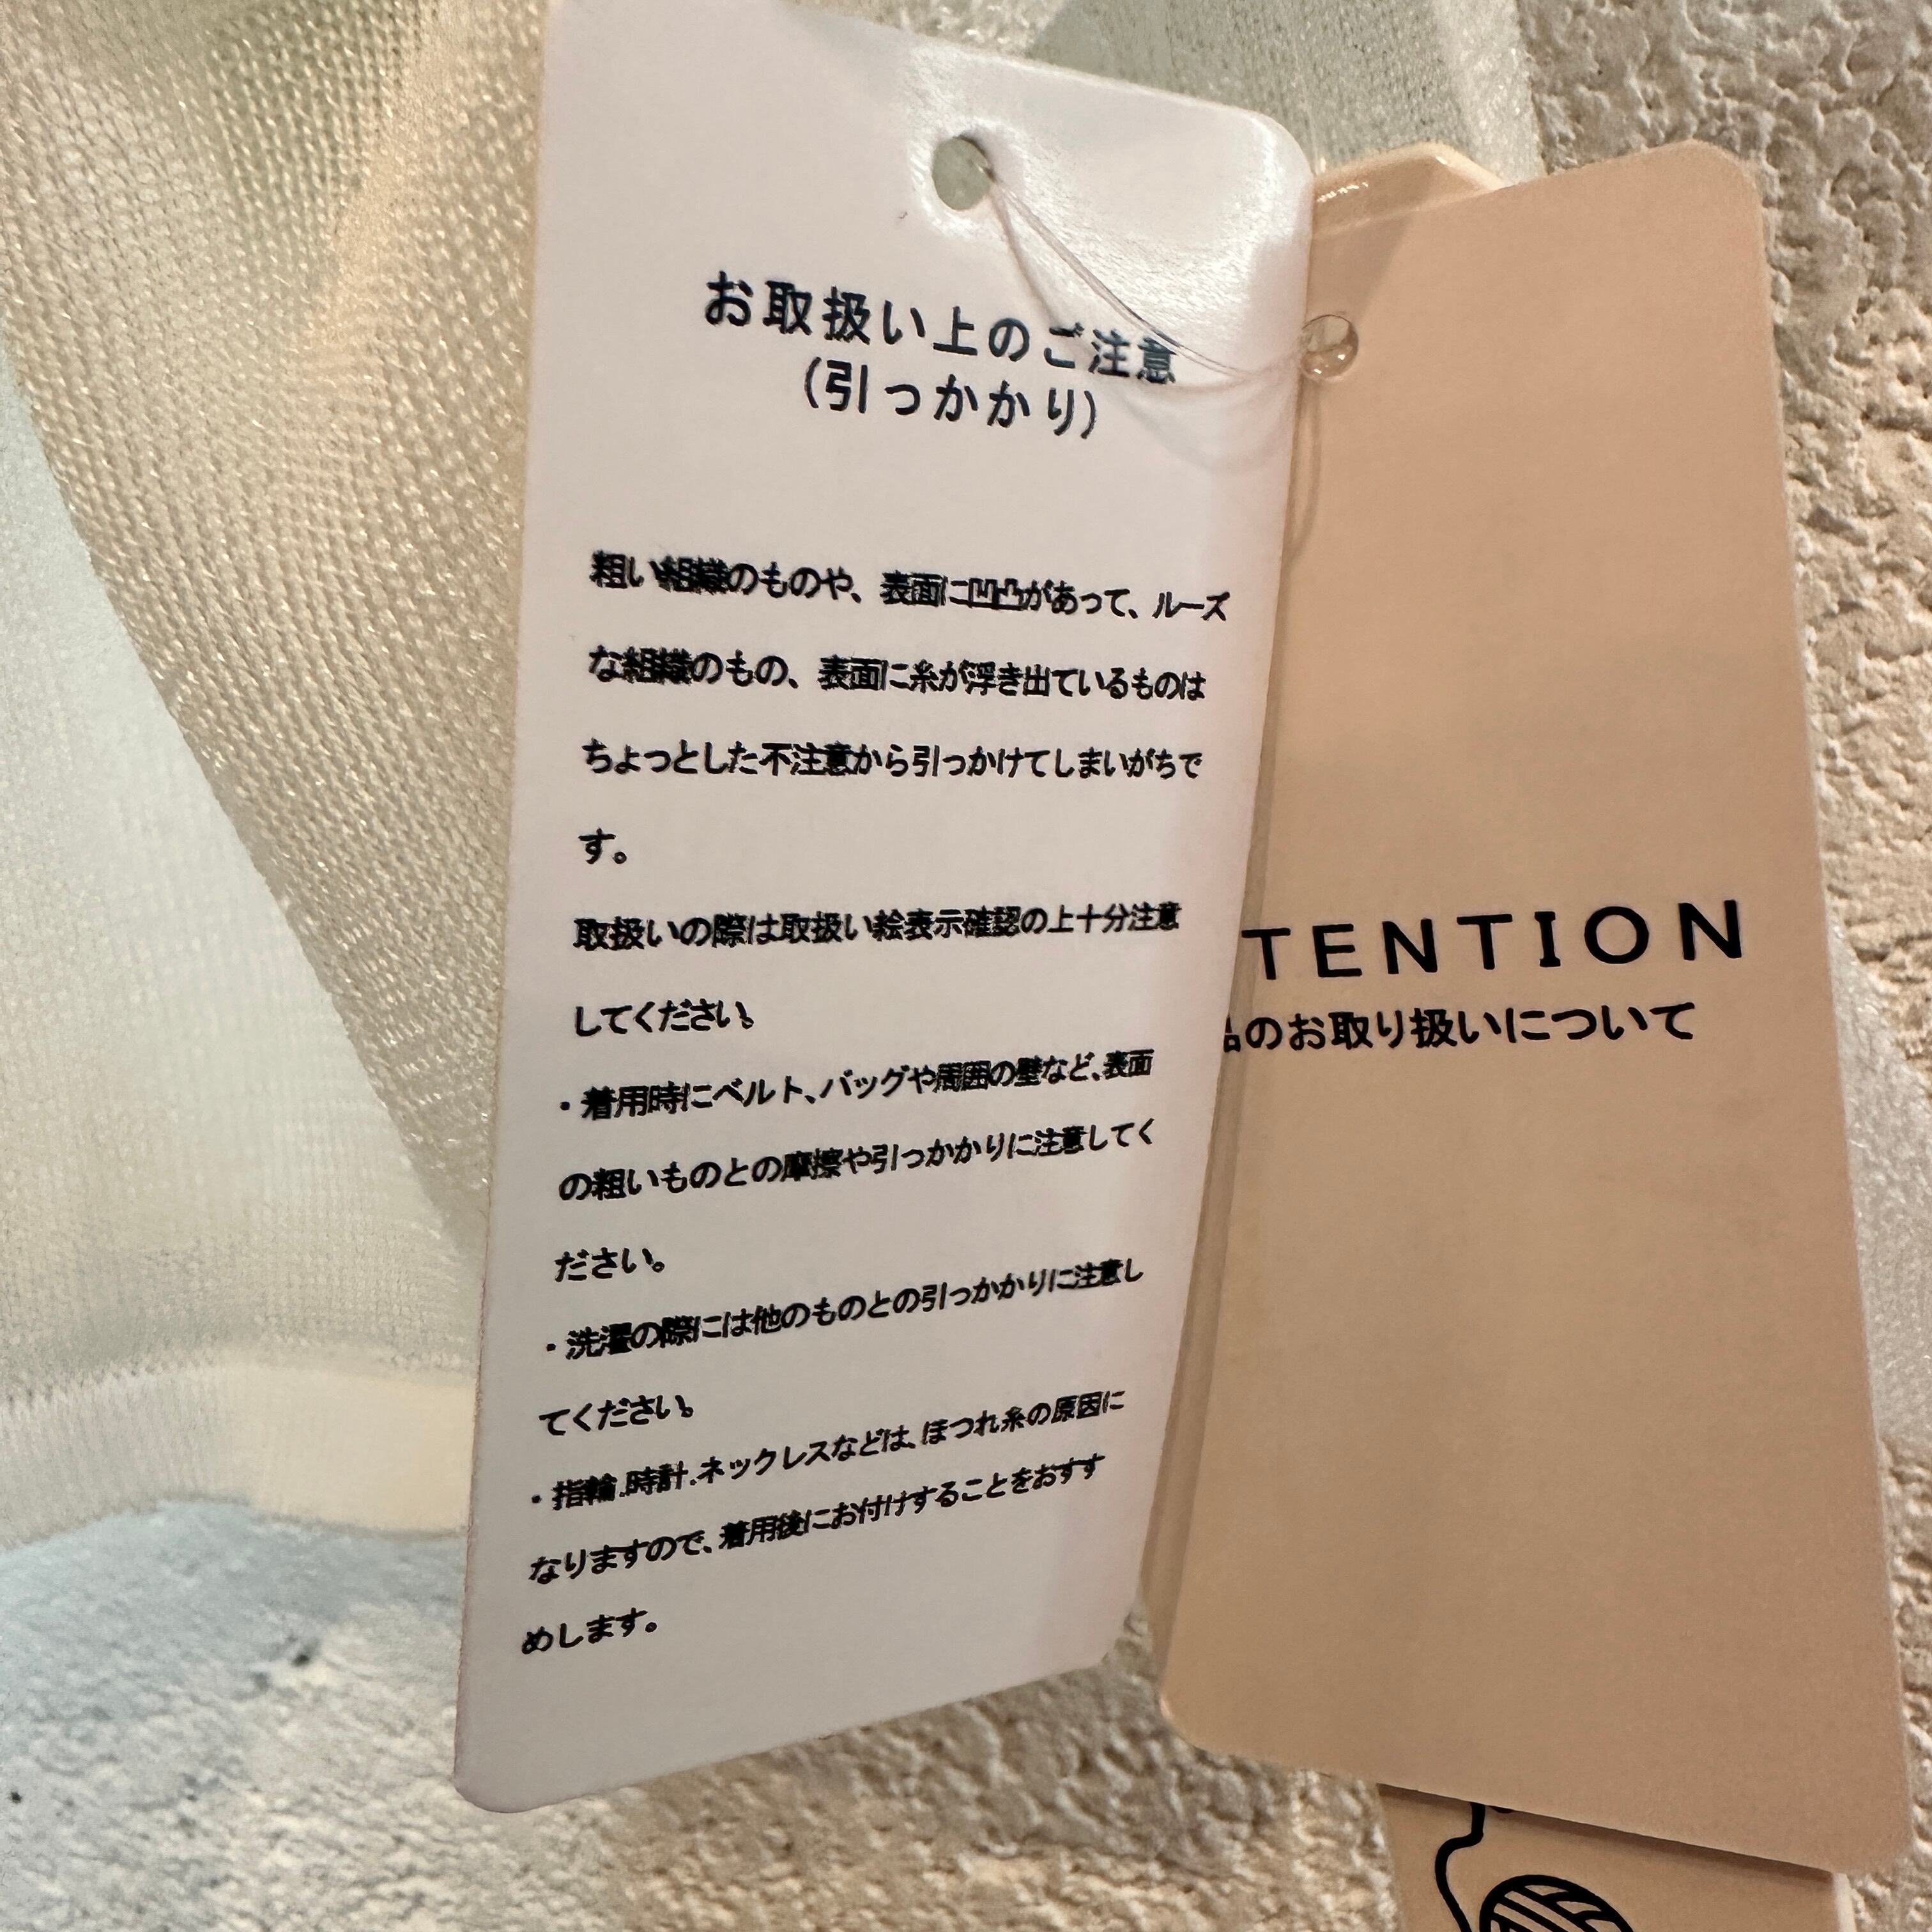 お取扱い上のご注意
(引っかかり)
粗い組織のものや、表面に凹凸があって、ルーズ
な組織のもの、表面に糸が浮き出ているものは
ちょっとした不注意から引っかけてしまいがちで
す。
取扱いの際は取扱い絵表示確認の上十分注意
してください。
・着用時にベルト、バッグや周囲の壁など、表面
の粗いものとの摩擦や引っかかりに注意してく
ださい。
・洗濯の際には他のものとの引っかかりに注意し
てください。
・指輪.時計.ネックレスなどは、ほつれ糸の原因に
なりますので、着用後にお付けすることをおすす
めします。
TENTION
品のお取り扱いについて